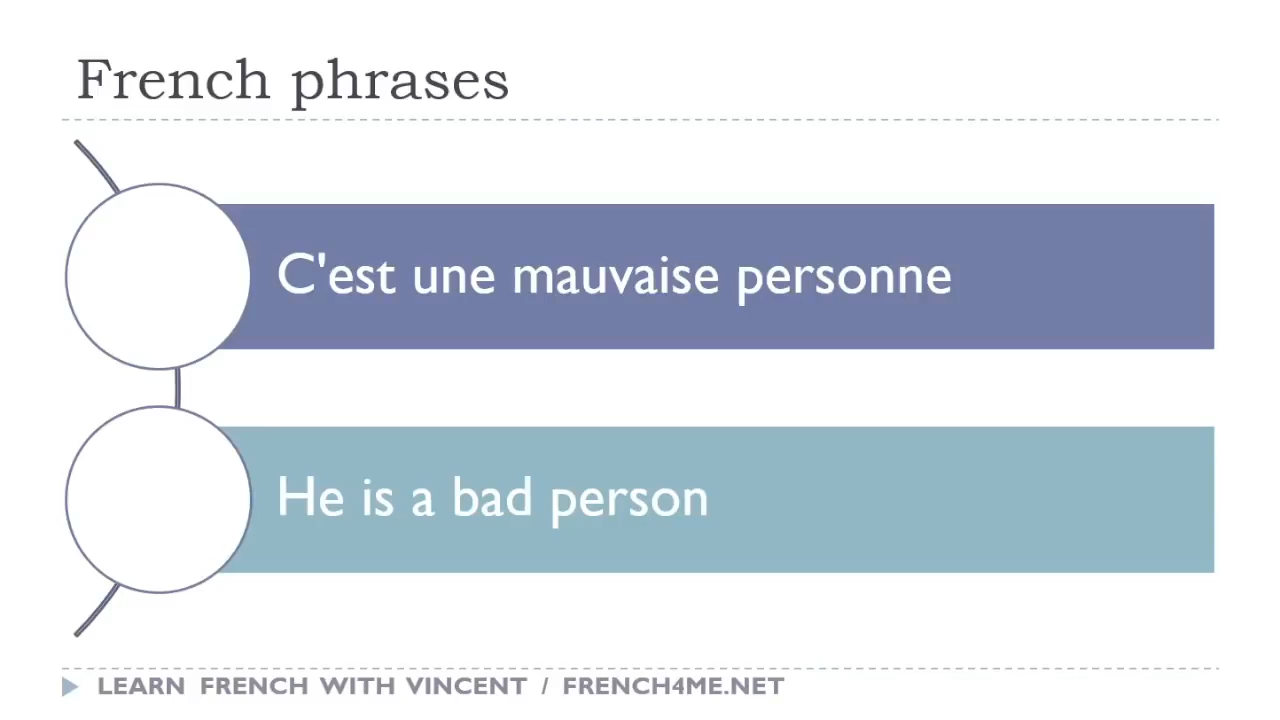 French phrases
C'est une mauvaise personne
He is a bad person
LEARN FRENCH WITH VINCENT / FRENCH4ME.NET